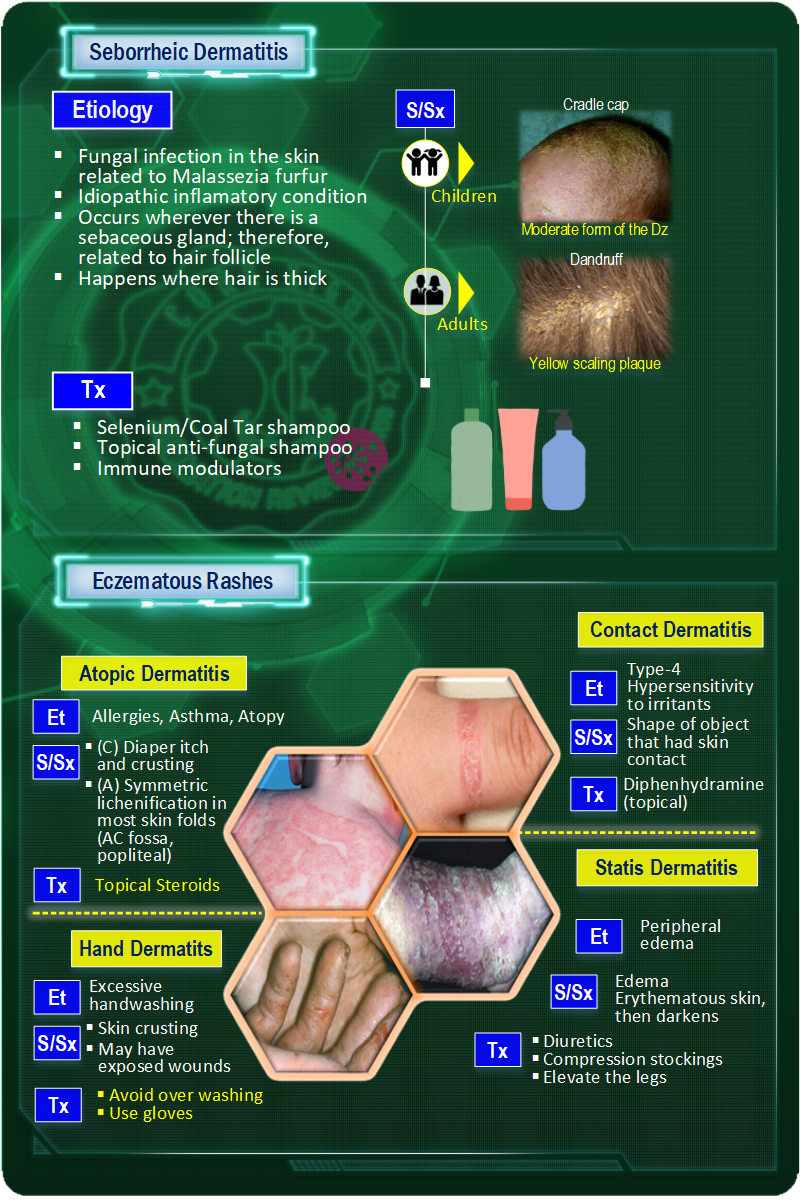 Seborrheic Dermatitis
Etiology
▪ Fungal infection in the skin
related to Malassezia furfur
▪ Idiopathic inflamatory condition
▪ Occurs wherever there is a
sebaceous gland; therefore,
related to hair follicle
▪ Happens where hair is thick
S/Sx
Children
Cradle cap
Moderate form of the Dz
Adults
Dandruff
Yellow scaling plaque
Tx
▪ Selenium/Coal Tar shampoo
▪ Topical anti-fungal shampoo
▪ Immune modulators
Eczematous Rashes
Atopic Dermatitis
Et
Allergies, Asthma, Atopy
S/Sx
▪ (C) Diaper itch
and crusting
▪ (A) Symmetric
lichenification in
most skin folds
(AC fossa,
popliteal)
Tx
Topical Steroids
Hand Dermatits
Et
Excessive
handwashing
S/Sx
▪ Skin crusting
▪ May have
exposed wounds
Tx
▪ Avoid over washing
▪ Use gloves
Contact Dermatitis
Et
Type-4
Hypersensitivity
to irritants
S/Sx
Shape of object
that had skin
contact
Tx
Diphenhydramine
(topical)
Statis Dermatitis
Et
Peripheral
edema
S/Sx
Edema
Erythematous skin,
then darkens
Tx
▪ Diuretics
▪ Compression stockings
▪ Elevate the legs